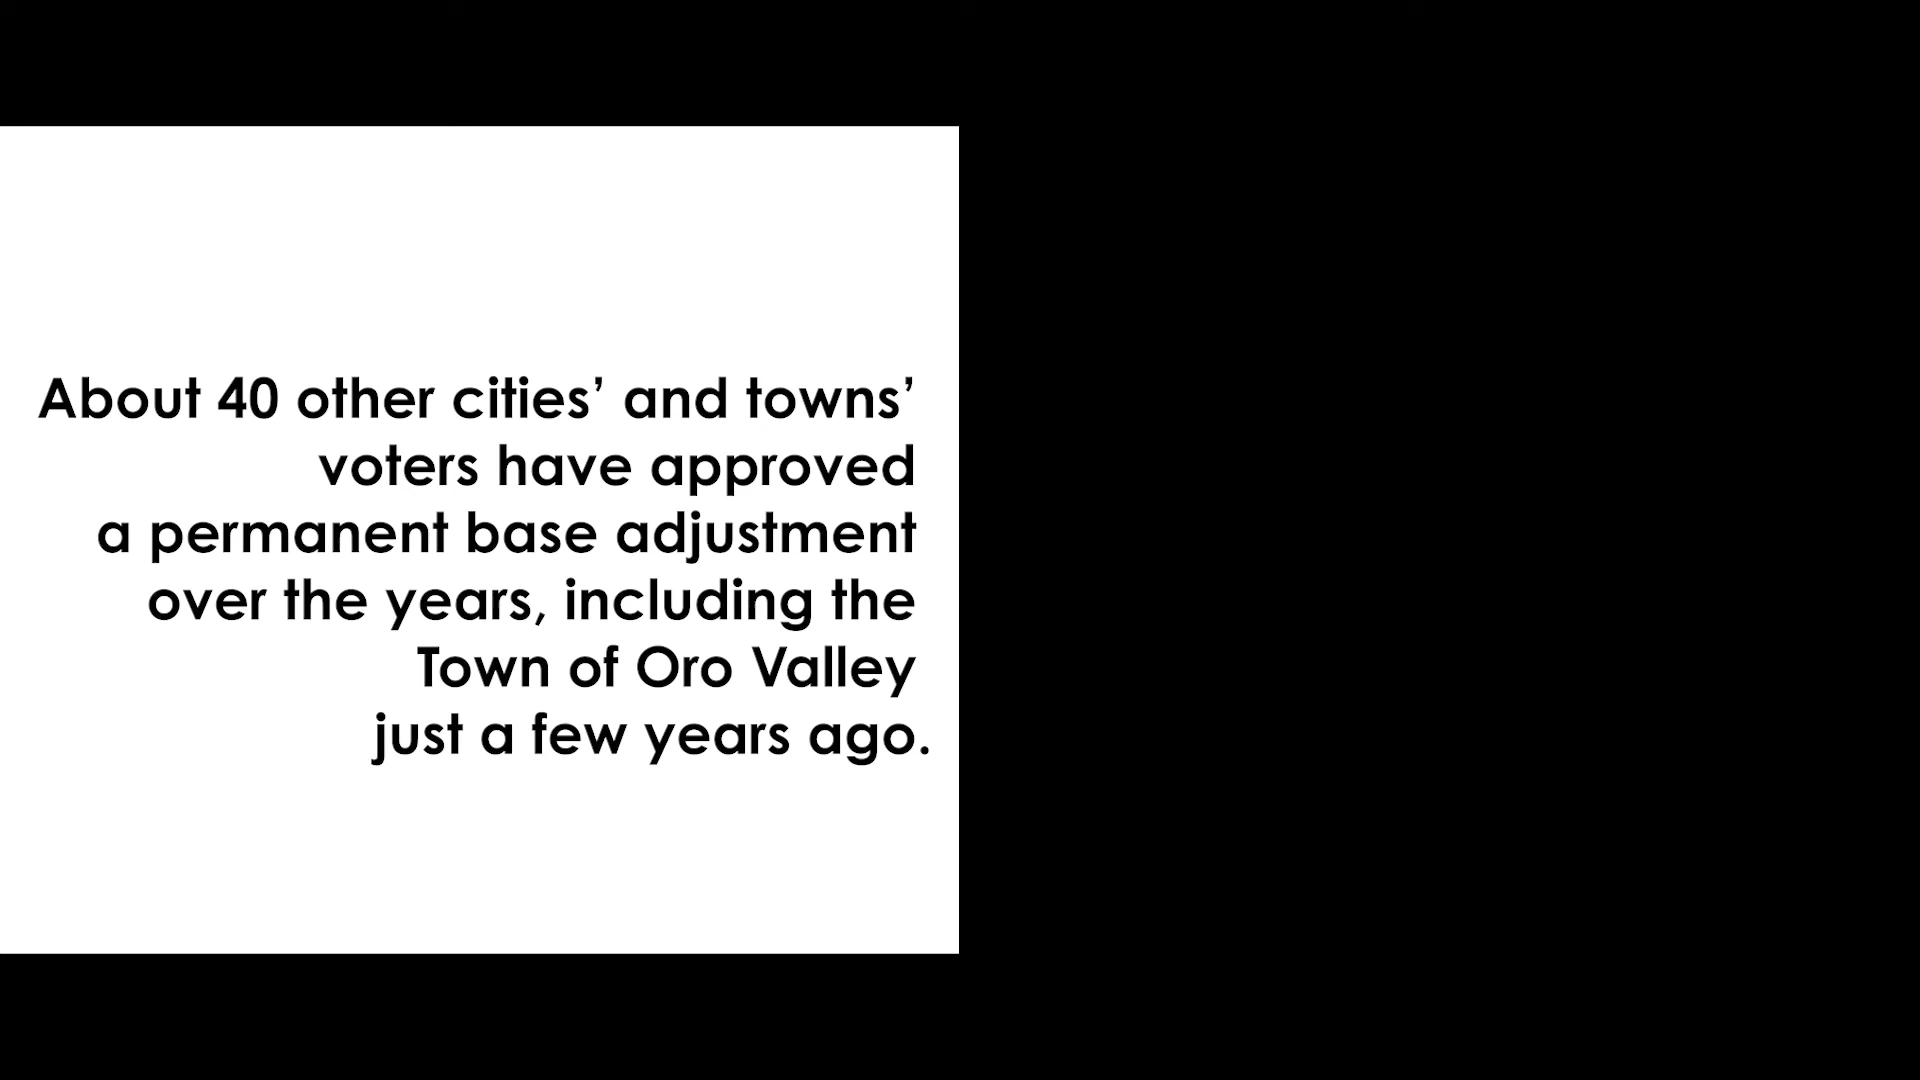 About 40 other cities’ and towns’
voters have approved
a permanent base adjustment
over the years, including the
Town of Oro Valley
just a few years ago.